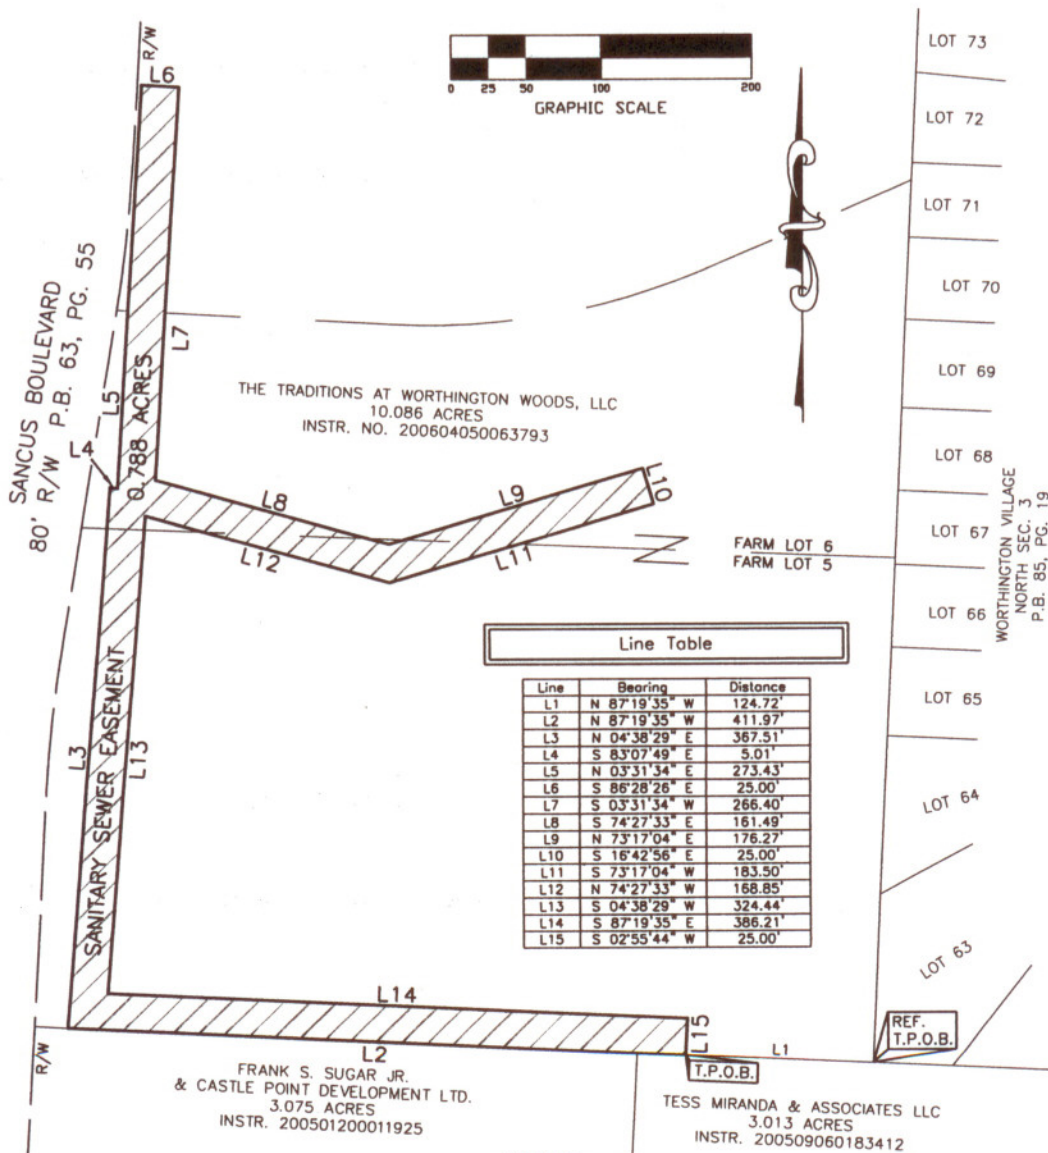 R/W
L6
0 25 50 100 200
GRAPHIC SCALE
LOT 73
LOT 72
LOT 71
LOT 70
LOT 69
LOT 68
LOT 67
LOT 66
LOT 65
LOT 64
LOT 63
WORTHINGTON VILLAGE
NORTH SEC. 3
P.B. 85, PG. 19
SANCUS BOULEVARD
80' R/W P.B. 63, PG. 55
L7
L5
0.788 ACRES
L4
THE TRADITIONS AT WORTHINGTON WOODS, LLC
10.086 ACRES
INSTR. NO. 200604050063793
L8
L9
L10
L12
L11
FARM LOT 6
FARM LOT 5
L3
SANITARY SEWER EASEMENT
L13
Line Table
Line Bearing Distance
L1 N 87°19'35" W 124.72'
L2 N 87°19'35" W 411.97'
L3 N 04°38'29" E 367.51'
L4 S 83°07'49" E 5.01'
L5 N 03°31'34" E 273.43'
L6 S 86°28'26" E 25.00'
L7 S 03°31'34" W 266.40'
L8 S 74°27'33" E 161.49'
L9 N 73°17'04" E 176.27'
L10 S 16°42'56" E 25.00'
L11 S 73°17'04" W 183.50'
L12 N 74°27'33" W 168.85'
L13 S 04°38'29" W 324.44'
L14 S 87°19'35" E 386.21'
L15 S 02°55'44" W 25.00'
L14
L15
L2
L1
REF.
T.P.O.B.
T.P.O.B.
R/W
FRANK S. SUGAR JR.
& CASTLE POINT DEVELOPMENT LTD.
3.075 ACRES
INSTR. 200501200011925
TESS MIRANDA & ASSOCIATES LLC
3.013 ACRES
INSTR. 200509060183412